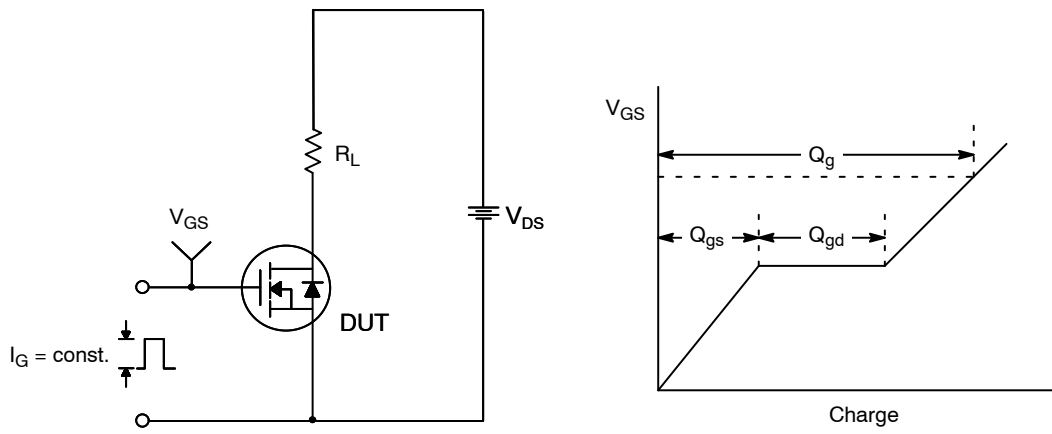 R_L
V_GS
V_DS
DUT
I_G = const.
V_GS
Q_g
Q_gs
Q_gd
Charge